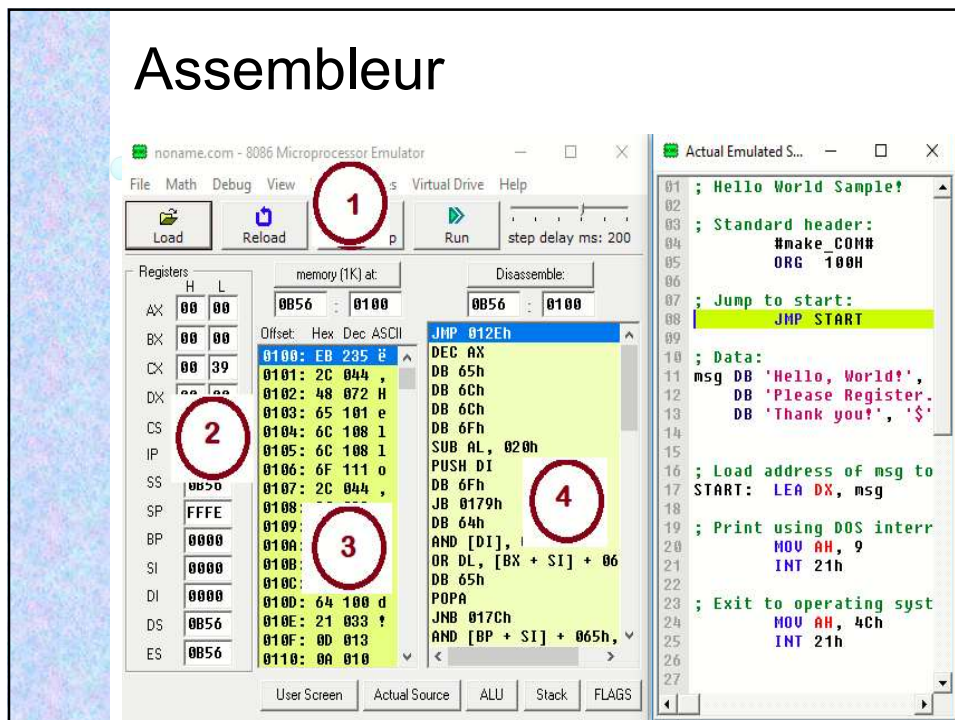 Assembleur
noname.com - 8086 Microprocessor Emulator
File Math Debug View Virtual Drive Help
1
Load
Reload
Run
step delay ms: 200
Registers
H L
AX 00 00
BX 00 00
CX 00 39
DX
CS
IP
SS 0B56
SP FFFE
BP 0000
SI 0000
DI 0000
DS 0B56
ES 0B56
2
memory (1K) at:
0B56 : 0100
Offset: Hex Dec ASCII
0100: EB 235 ë
0101: 2C 044 ,
0102: 48 072 H
0103: 65 101 e
0104: 6C 108 l
0105: 6C 108 l
0106: 6F 111 o
0107: 2C 044 ,
0108:
0109:
010A:
010B:
010C:
010D: 64 100 d
010E: 21 033 !
010F: 0D 013
0110: 0A 010
3
Disassemble:
0B56 : 0100
JMP 012Eh
DEC AX
DB 65h
DB 6Ch
DB 6Ch
DB 6Fh
SUB AL, 020h
PUSH DI
DB 6Fh
JB 0179h
DB 64h
AND [DI],
OR DL, [BX + SI] + 06
DB 65h
POPA
JNB 017Ch
AND [BP + SI] + 065h,
4
User Screen
Actual Source
ALU
Stack
FLAGS
Actual Emulated S...
01 ; Hello World Sample!
02
03 ; Standard header:
04 #make_COM#
05 ORG 100H
06
07 ; Jump to start:
08 JMP START
09
10 ; Data:
11 msg DB 'Hello, World!',
12 DB 'Please Register.
13 DB 'Thank you!', '$'
14
15
16 ; Load address of msg to
17 START: LEA DX, msg
18
19 ; Print using DOS interr
20 MOV AH, 9
21 INT 21h
22
23 ; Exit to operating syst
24 MOV AH, 4Ch
25 INT 21h
26
27